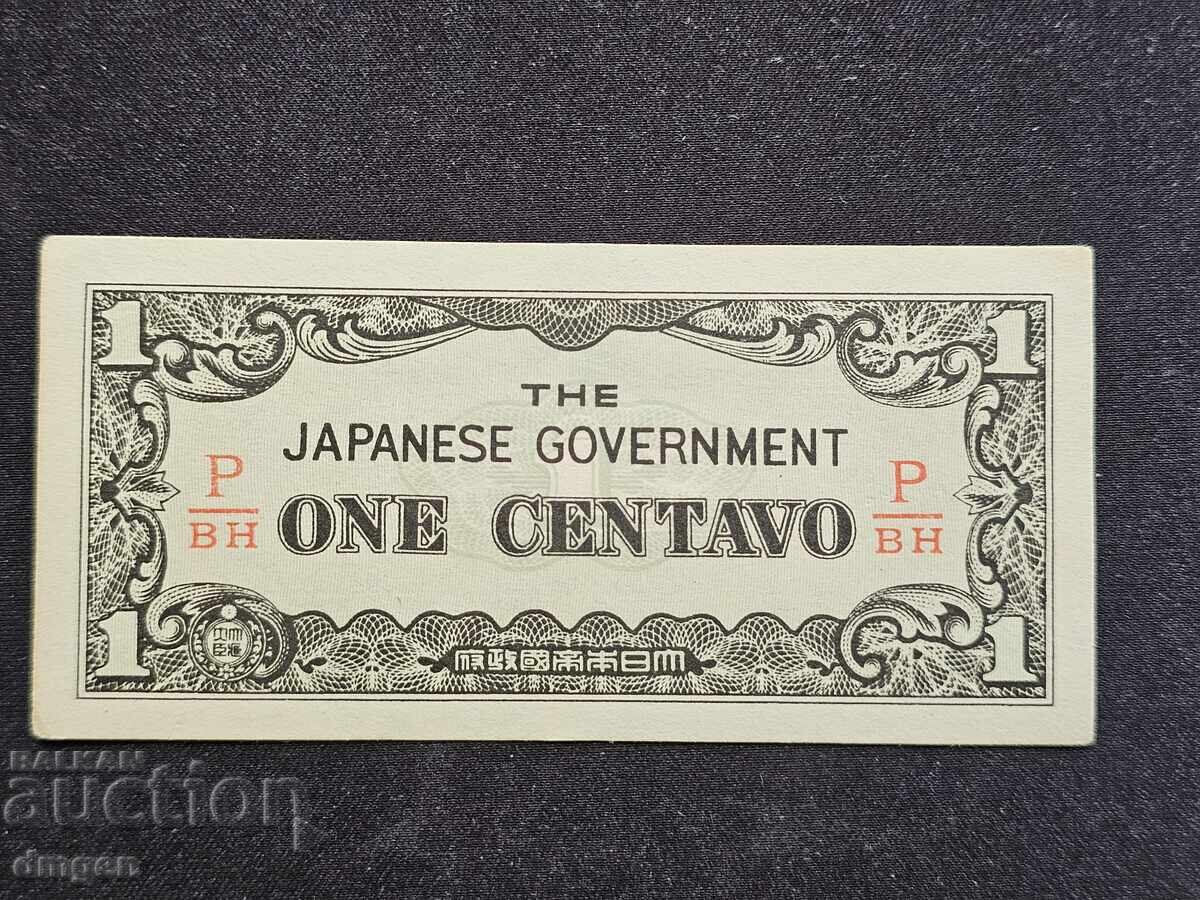 1 1
THE
JAPANESE GOVERNMENT
P P
BH ONE CENTAVO BH
1 1
大日本帝國政府
BALKAN
auction
dmgen